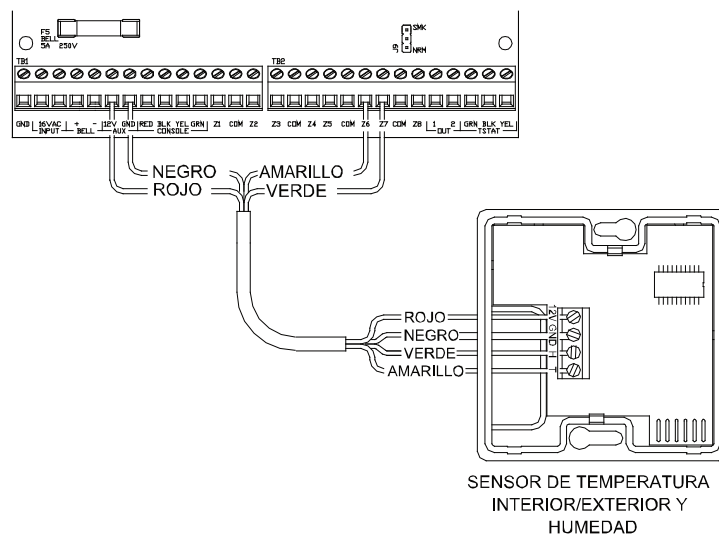 F5
BELL
5A 250V
SMK
J9
NRM
TB1
TB2
GND 16VAC + - 12V GND RED BLK YEL GRN Z1 COM Z2
INPUT BELL AUX CONSOLE
Z3 COM Z4 Z5 COM Z6 Z7 COM Z8 1 2 GRN BLK YEL
OUT TSTAT
NEGRO AMARILLO
ROJO VERDE
ROJO
NEGRO
VERDE
AMARILLO
12V GND H T
SENSOR DE TEMPERATURA
INTERIOR/EXTERIOR Y
HUMEDAD